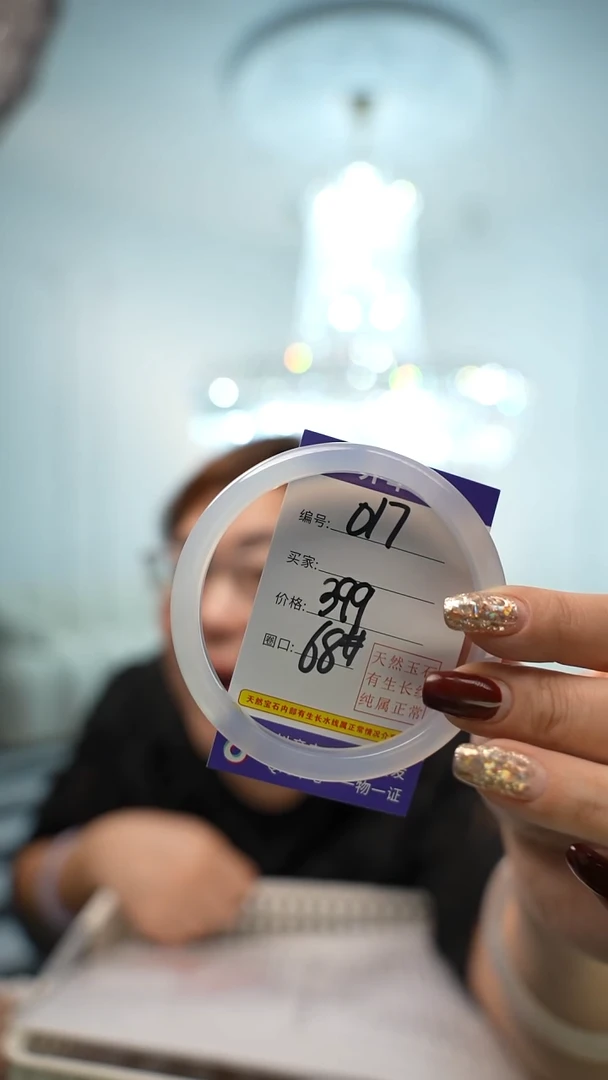 编号: 017
买家:
价格: 399
圈口: 68#
天然玉石
有生长纹
纯属正常
天然宝石内部有生长水线属正常情况介
一物一证